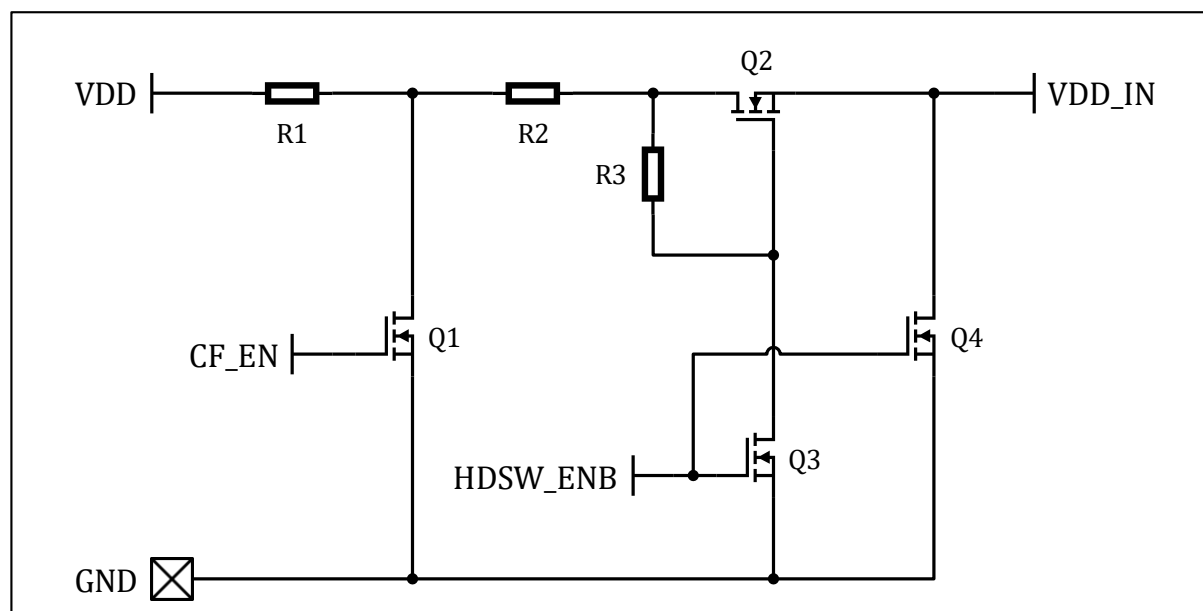 Q2
VDD
VDD_IN
R1
R2
R3
Q1
Q4
CF_EN
Q3
HDSW_ENB
GND